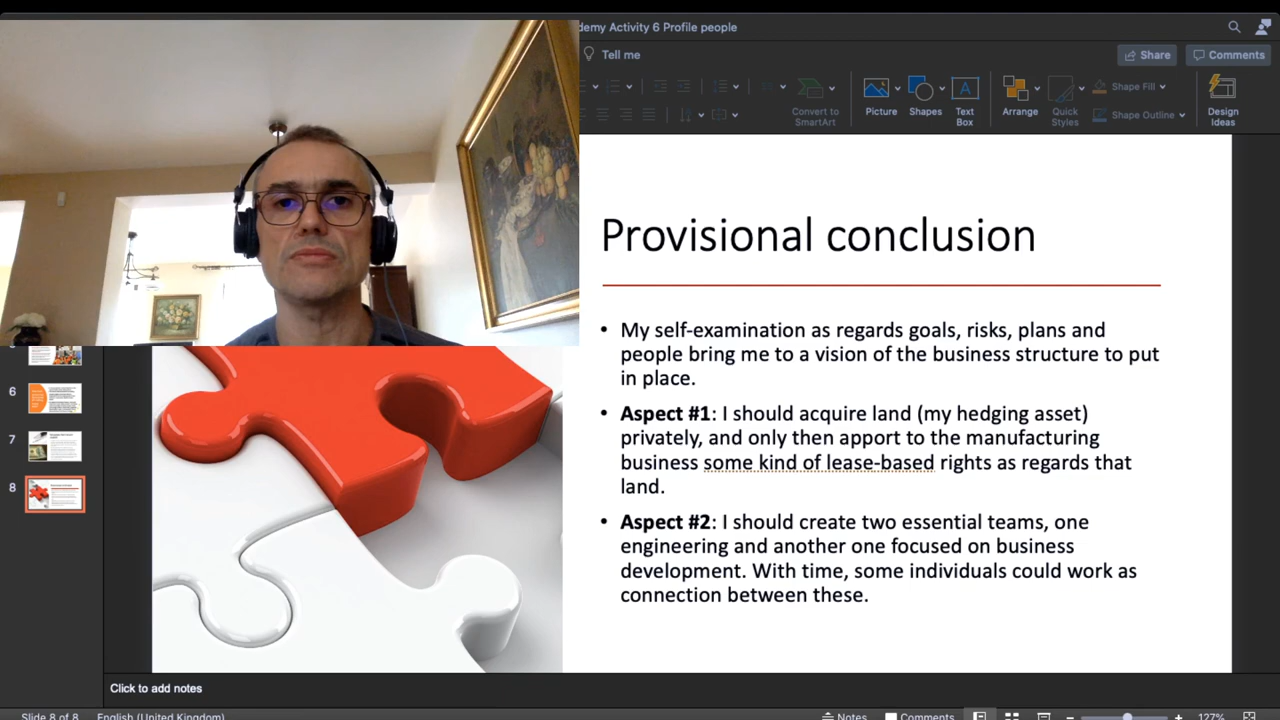 demy Activity 6 Profile people
Tell me
Share
Comments
Convert to
SmartArt
Picture
Shapes
Text
Box
Arrange
Quick
Styles
Shape Fill
Shape Outline
Design
Ideas
Provisional conclusion
• My self-examination as regards goals, risks, plans and
people bring me to a vision of the business structure to put
in place.
• Aspect #1: I should acquire land (my hedging asset)
privately, and only then apport to the manufacturing
business some kind of lease-based rights as regards that
land.
• Aspect #2: I should create two essential teams, one
engineering and another one focused on business
development. With time, some individuals could work as
connection between these.
6
7
8
Click to add notes
Slide 8 of 8
English (United Kingdom)
Notes
Comments
127%